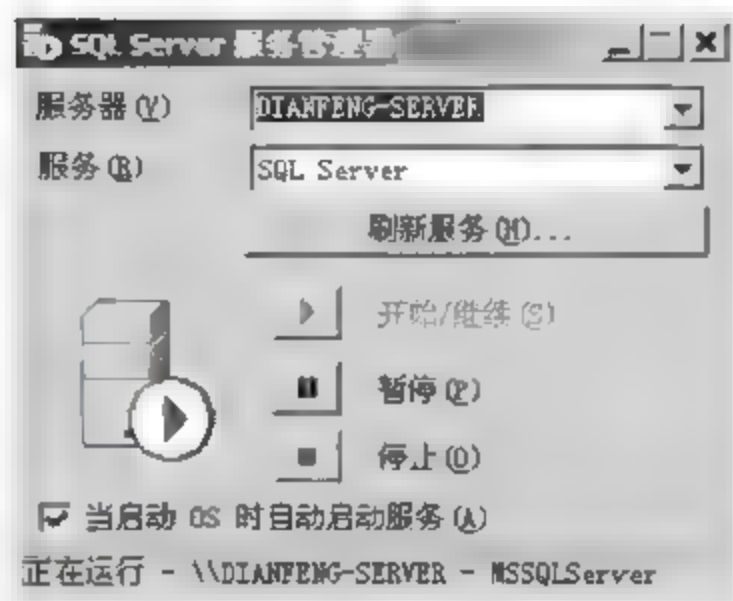 SQL Server 服务管理器
服务器(V) DIANFENG-SERVER
服务(R) SQL Server
刷新服务(M)...
开始/继续(S)
暂停(P)
停止(O)
当启动 OS 时自动启动服务(A)
正在运行 - \\DIANFENG-SERVER - MSSQLServer